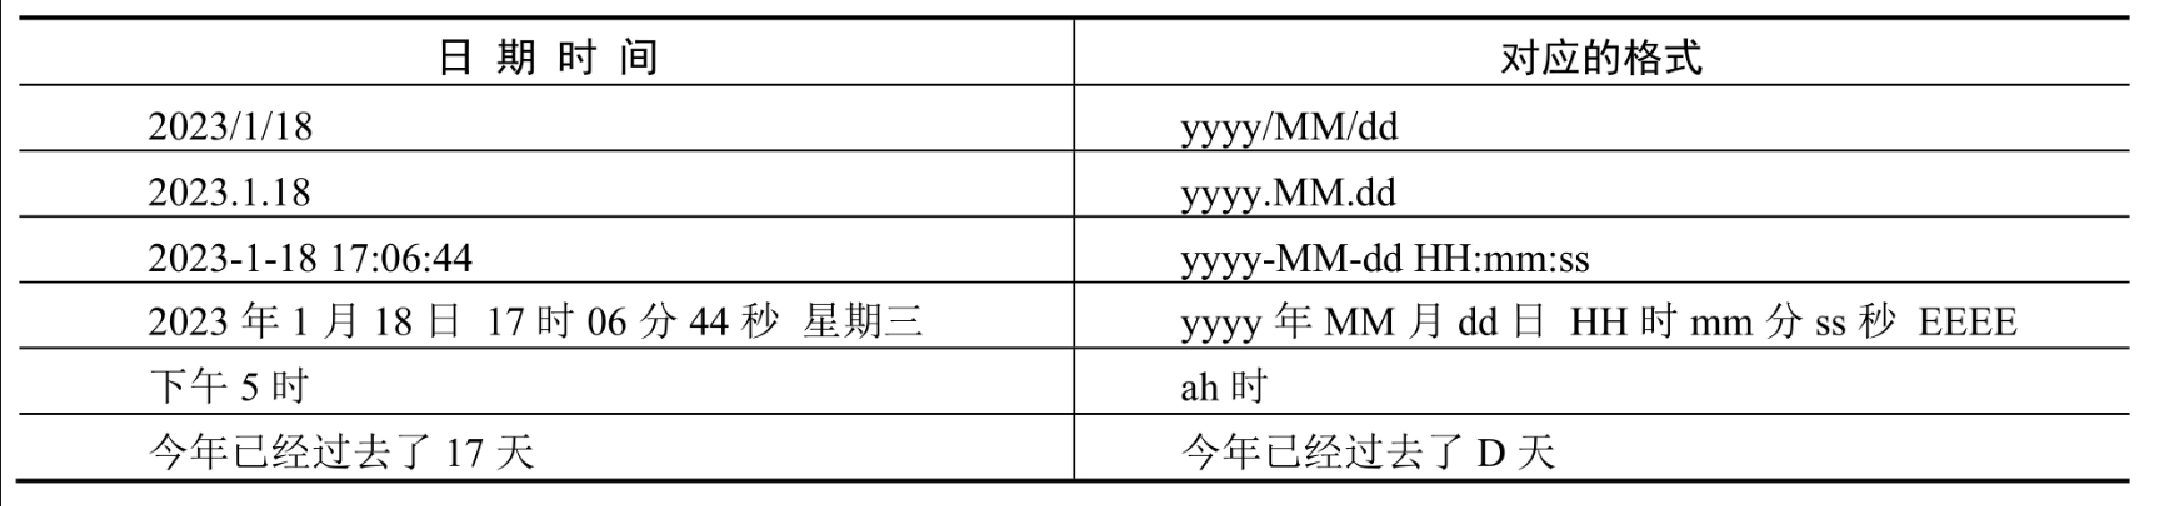 日 期 时 间 对应的格式
2023/1/18 yyyy/MM/dd
2023.1.18 yyyy.MM.dd
2023-1-18 17:06:44 yyyy-MM-dd HH:mm:ss
2023 年 1 月 18 日 17 时 06 分 44 秒 星期三 yyyy 年 MM 月 dd 日 HH 时 mm 分 ss 秒 EEEE
下午 5 时 ah 时
今年已经过去了 17 天 今年已经过去了 D 天